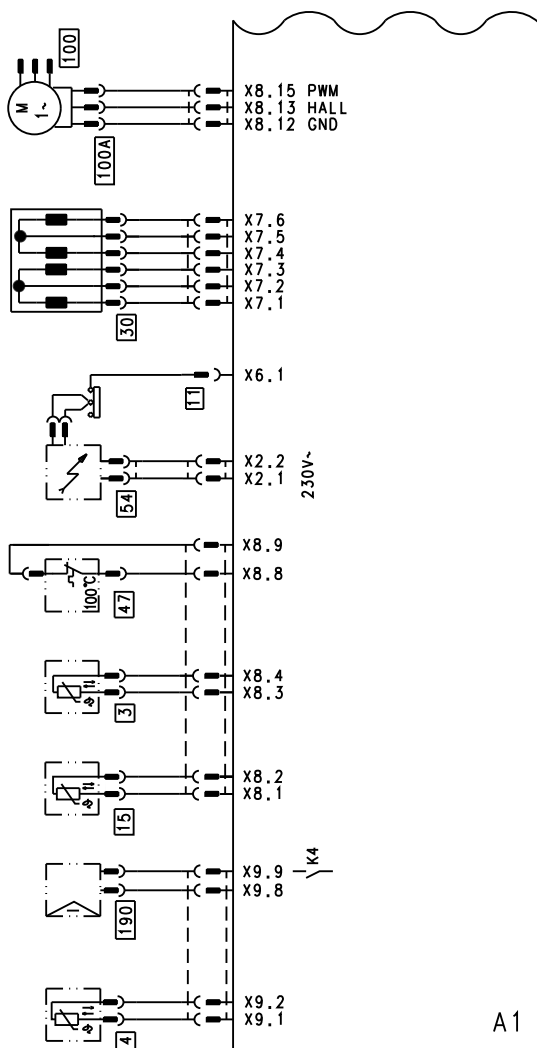 100
M
1~
X8.15 PWM
X8.13 HALL
X8.12 GND
100A
X7.6
X7.5
X7.4
X7.3
X7.2
X7.1
30
X6.1
11
X2.2
X2.1
230V~
54
X8.9
X8.8
100°C
47
X8.4
X8.3
3
X8.2
X8.1
15
X9.9
K4
X9.8
190
X9.2
X9.1
4
A1